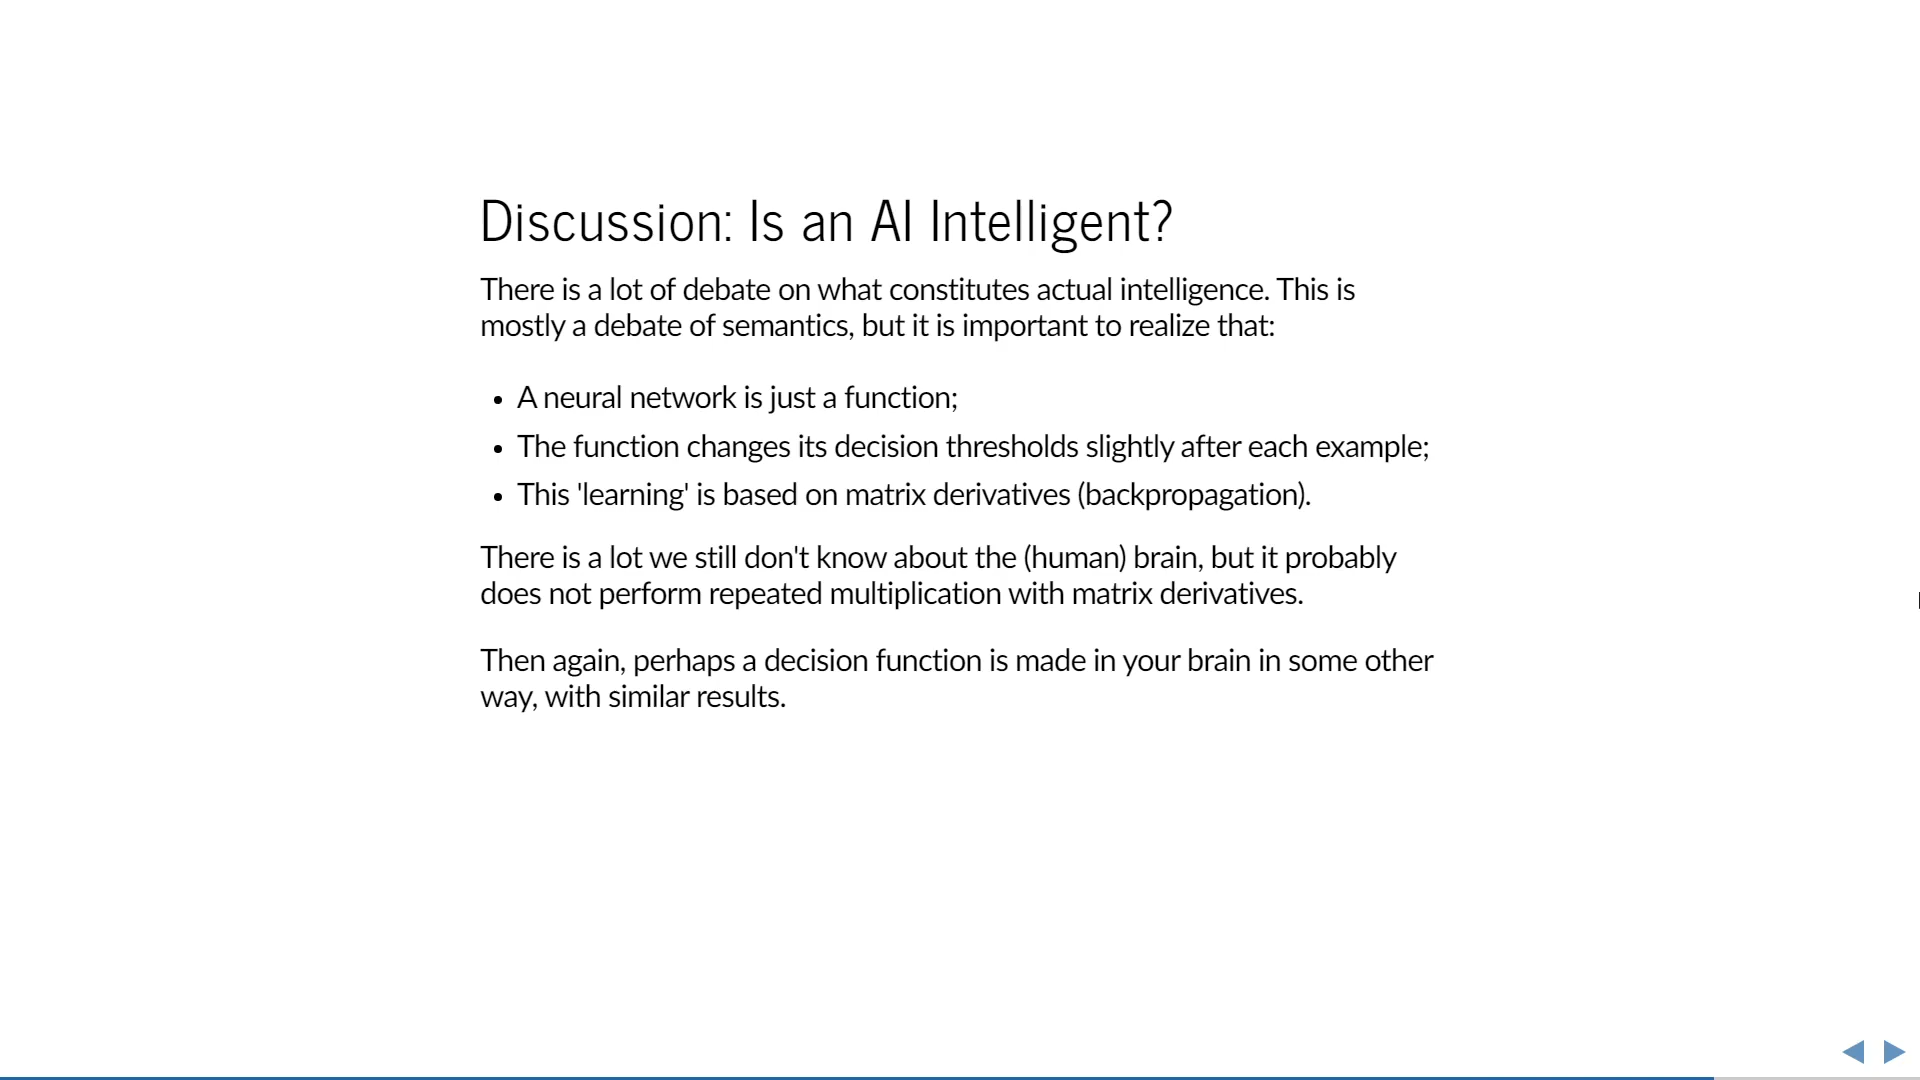 Discussion: Is an AI Intelligent?
There is a lot of debate on what constitutes actual intelligence. This is
mostly a debate of semantics, but it is important to realize that:
• A neural network is just a function;
• The function changes its decision thresholds slightly after each example;
• This 'learning' is based on matrix derivatives (backpropagation).
There is a lot we still don't know about the (human) brain, but it probably
does not perform repeated multiplication with matrix derivatives.
Then again, perhaps a decision function is made in your brain in some other
way, with similar results.